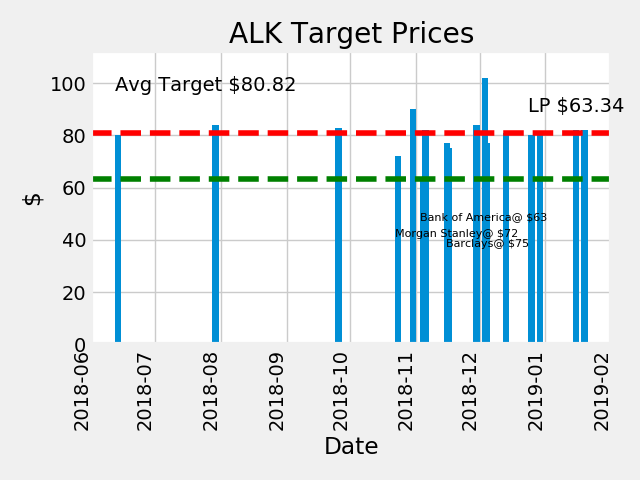 ALK Target Prices
Avg Target $80.82
LP $63.34
Bank of America@ $63
Morgan Stanley@ $72
Barclays@ $75
$
100
80
60
40
20
0
2018-06
2018-07
2018-08
2018-09
2018-10
2018-11
2018-12
2019-01
2019-02
Date